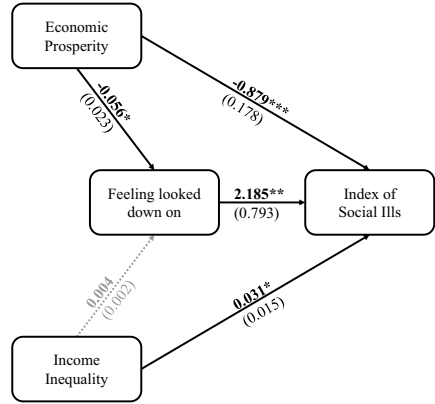 Economic
Prosperity
-0.056*
(0.023)
-0.879***
(0.178)
Feeling looked
down on
2.185**
(0.793)
Index of
Social Ills
0.004
(0.002)
0.031*
(0.015)
Income
Inequality